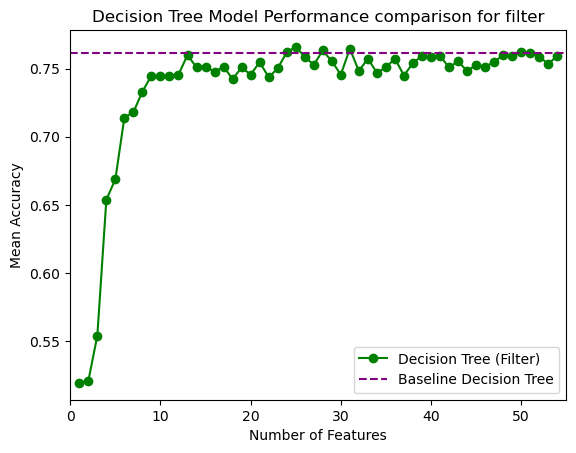 Decision Tree Model Performance comparison for filter
Mean Accuracy
0.75
0.70
0.65
0.60
0.55
0
10
20
30
40
50
Number of Features
Decision Tree (Filter)
Baseline Decision Tree